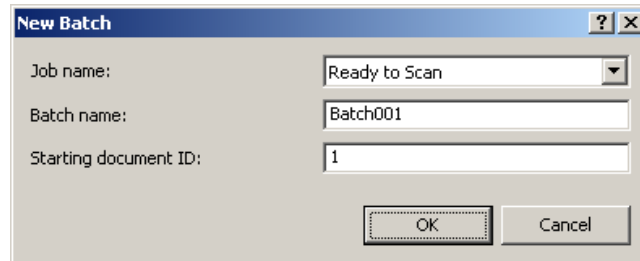 New Batch
Job name: Ready to Scan
Batch name: Batch001
Starting document ID: 1
OK Cancel